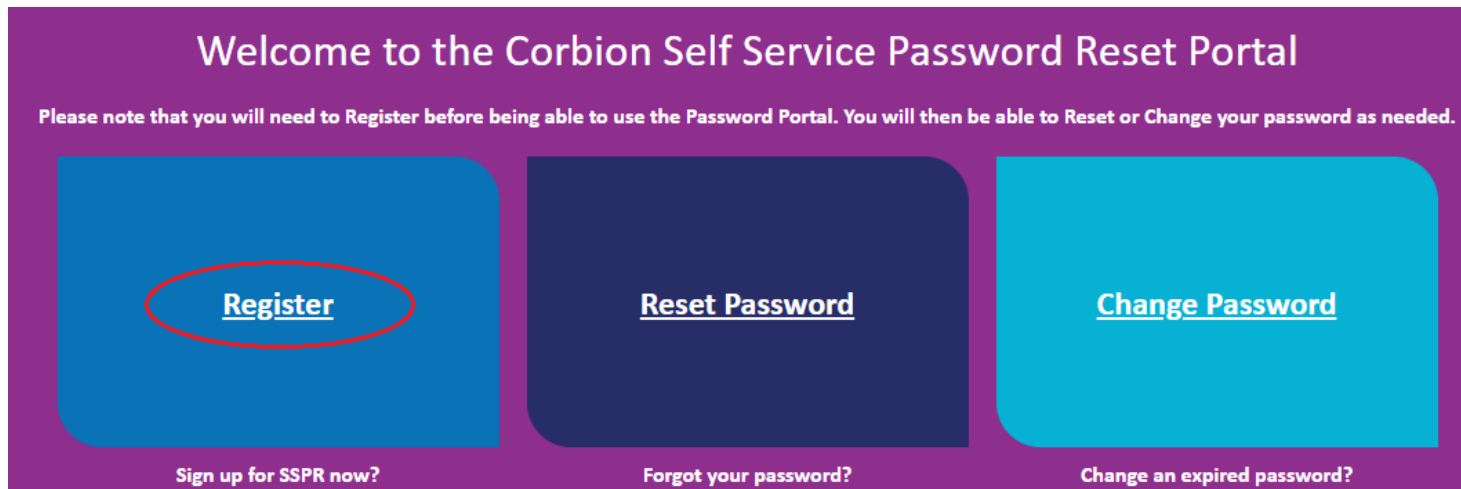 Welcome to the Corbion Self Service Password Reset Portal
Please note that you will need to Register before being able to use the Password Portal. You will then be able to Reset or Change your password as needed.
Register
Reset Password
Change Password
Sign up for SSPR now?
Forgot your password?
Change an expired password?